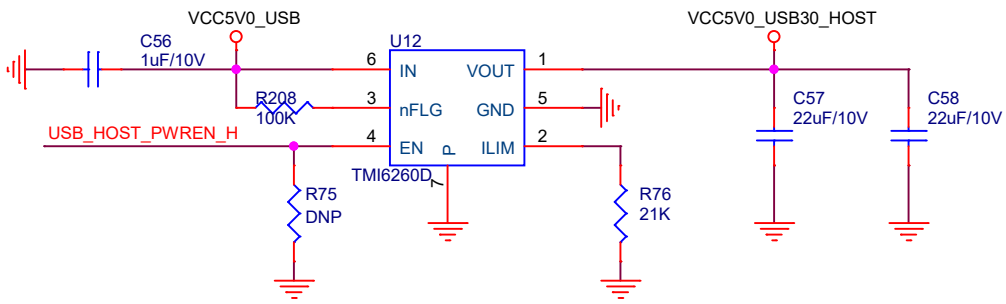 VCC5V0_USB
VCC5V0_USB30_HOST
C56
1uF/10V
U12
6 IN VOUT 1
R208
100K
3 nFLG GND 5
C57
22uF/10V
C58
22uF/10V
USB_HOST_PWREN_H
4 EN P ILIM 2
TMI6260D
7
R75
DNP
R76
21K